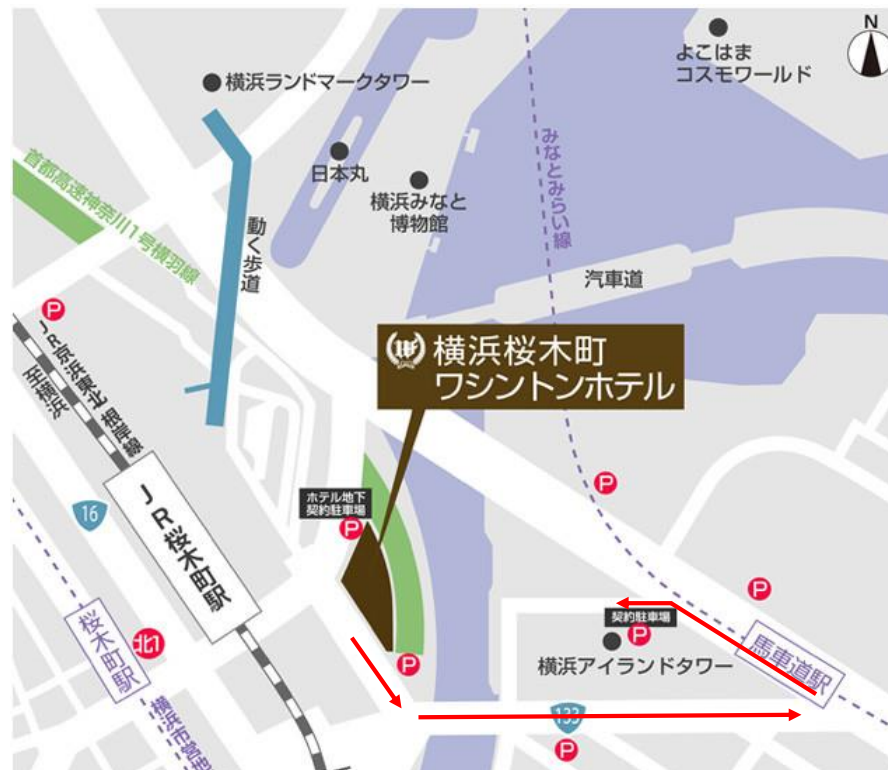 N
よこはま
コスモワールド
横浜ランドマークタワー
日本丸
横浜みなと
博物館
みなとみらい線
首都高速神奈川1号横羽線
動く歩道
汽車道
P
JR京浜東北・根岸線
至横浜
横浜桜木町
ワシントンホテル
16
JR桜木町駅
ホテル地下
契約駐車場
P
P
P
契約駐車場
P
横浜アイランドタワー
馬車道駅
桜木町駅
北1
P
133
P
横浜市営地